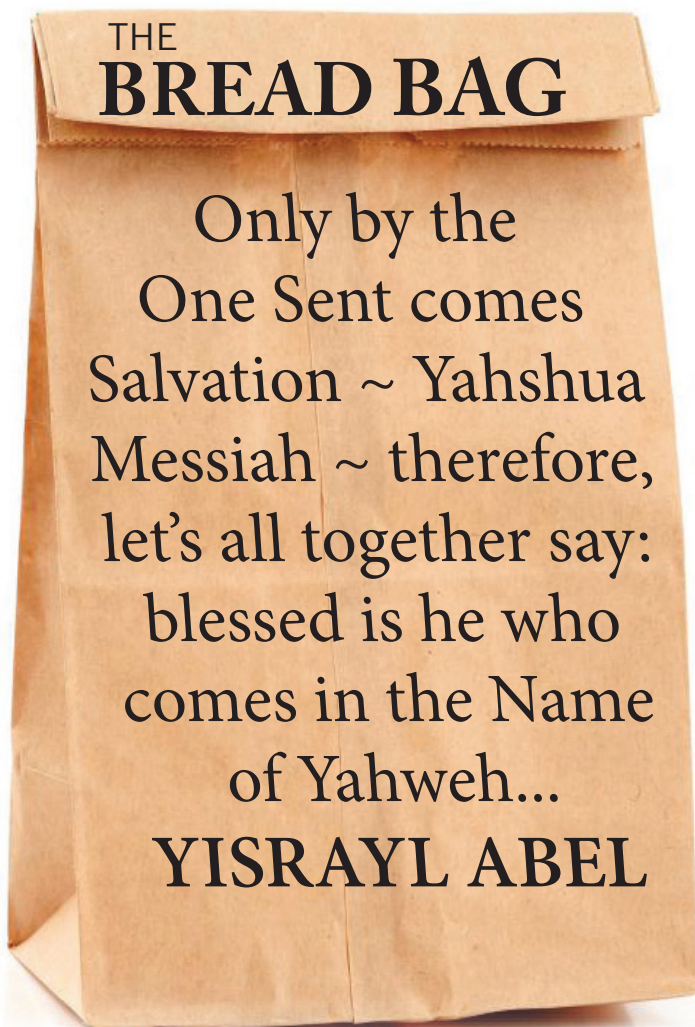 THE
BREAD BAG
Only by the
One Sent comes
Salvation ~ Yahshua
Messiah ~ therefore,
let’s all together say:
blessed is he who
comes in the Name
of Yahweh...
YISRAYL ABEL